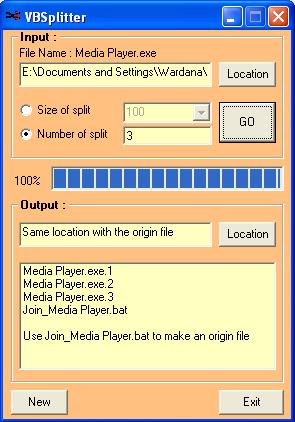 VBSplitter
Input :
File Name : Media Player.exe
E:\Documents and Settings\Wardana\
Location
Size of split
100
Number of split
3
GO
100%
Output :
Same location with the origin file
Location
Media Player.exe.1
Media Player.exe.2
Media Player.exe.3
Join_Media Player.bat
Use Join_Media Player.bat to make an origin file
New
Exit